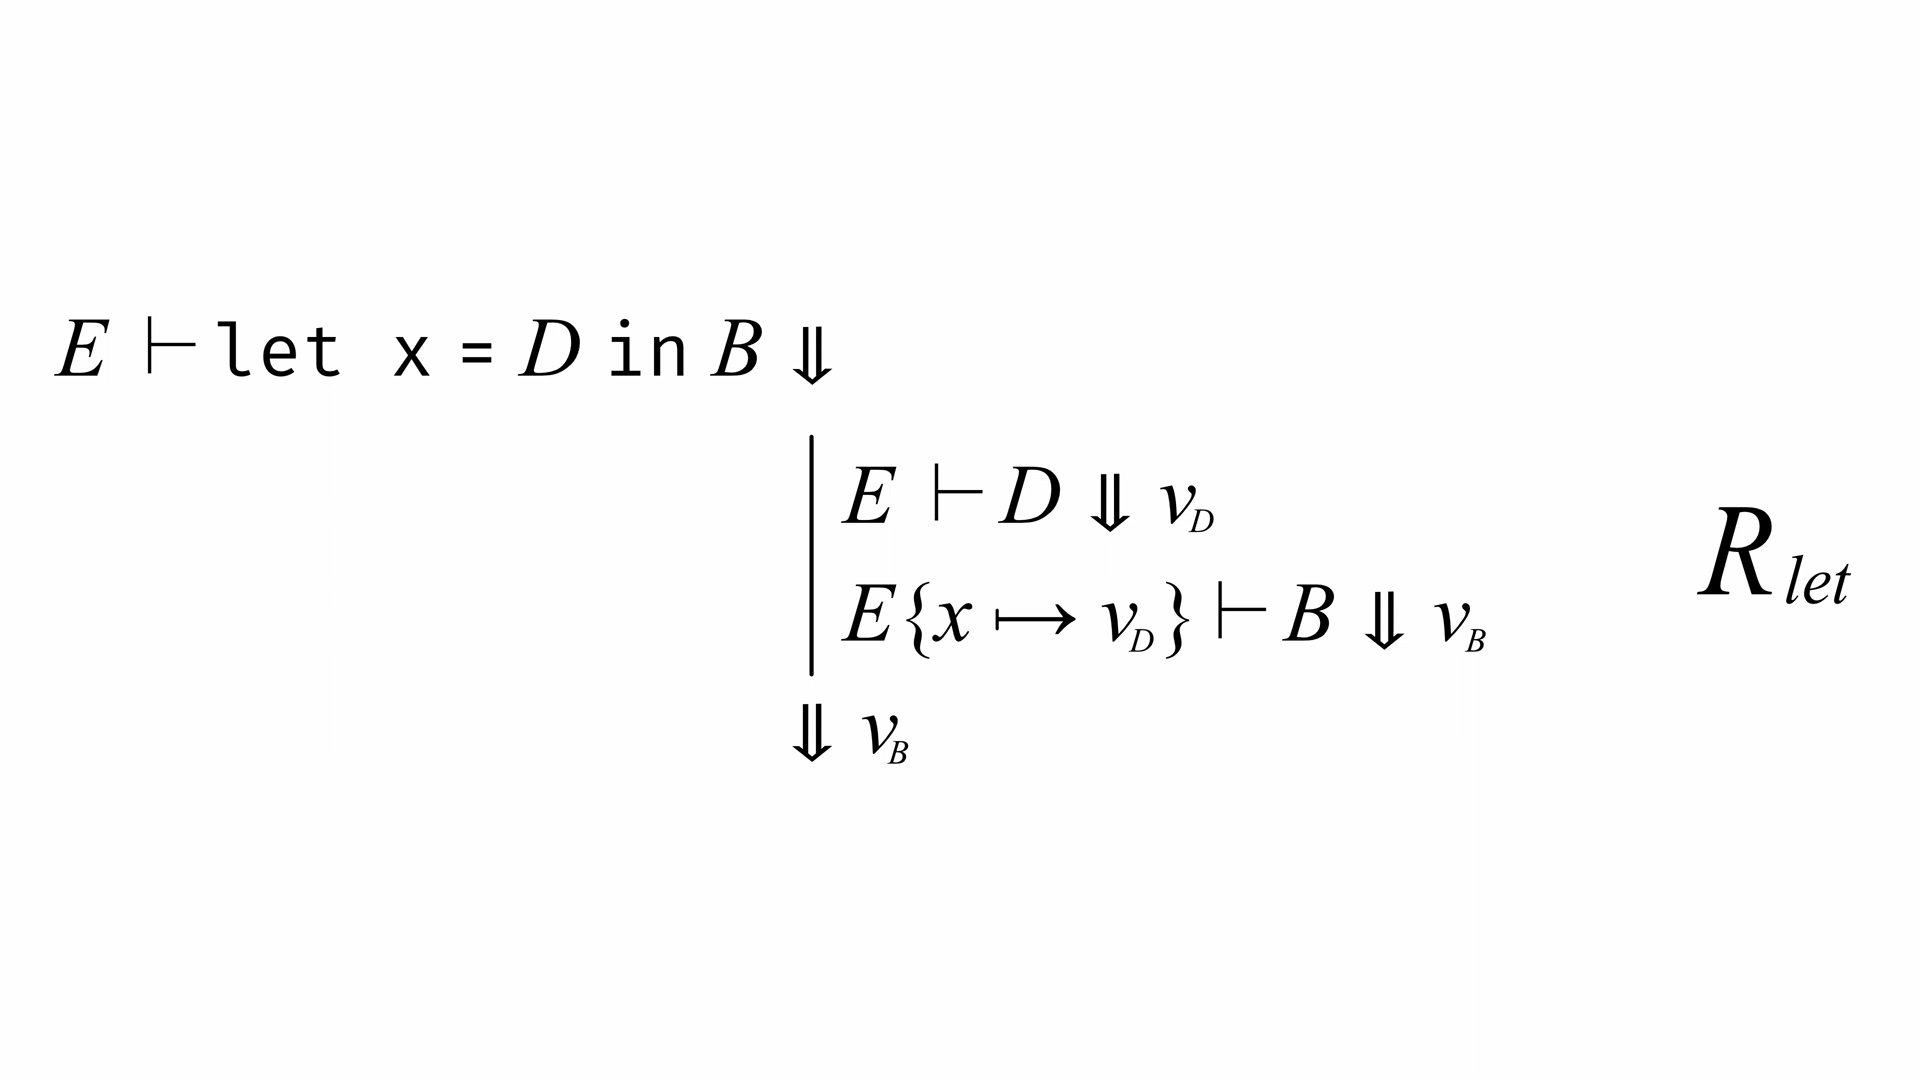 E ⊢ let x = D in B ⇓
E ⊢ D ⇓ v_D
E{x ↦ v_D} ⊢ B ⇓ v_B
R_let
⇓ v_B